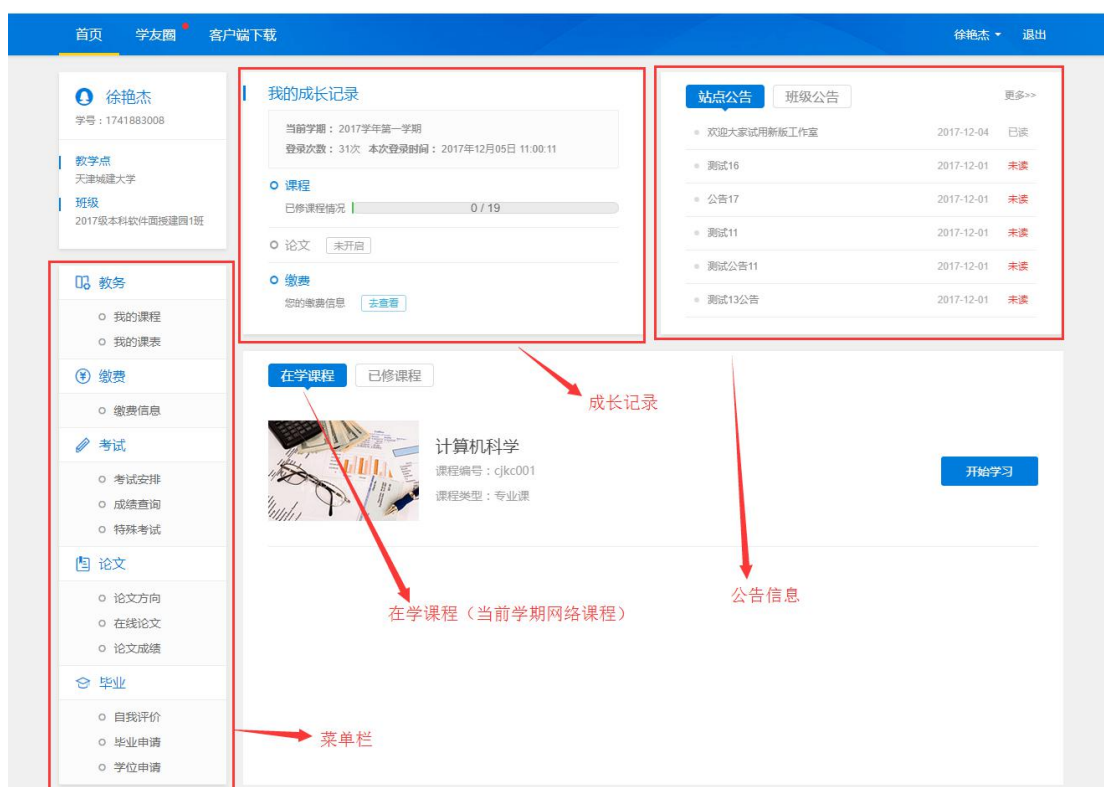 首页 学友圈 客户端下载 徐艳杰 退出
徐艳杰
学号：1741883008
教学点
天津城建大学
班级
2017级本科软件面授建园1班
我的成长记录
当前学期：2017学年第一学期
登录次数：31次 本次登录时间：2017年12月05日 11:00:11
课程
已修课程情况 0 / 19
论文 未开启
缴费
您的缴费信息 去查看
站点公告 班级公告 更多>>
欢迎大家试用新版工作室 2017-12-04 已读
测试16 2017-12-01 未读
公告17 2017-12-01 未读
测试11 2017-12-01 未读
测试公告11 2017-12-01 未读
测试13公告 2017-12-01 未读
教务
我的课程
我的课表
缴费
缴费信息
考试
考试安排
成绩查询
特殊考试
论文
论文方向
在线论文
论文成绩
毕业
自我评价
毕业申请
学位申请
在学课程 已修课程
成长记录
计算机科学
课程编号：cjkc001
课程类型：专业课
开始学习
在学课程（当前学期网络课程）
公告信息
菜单栏